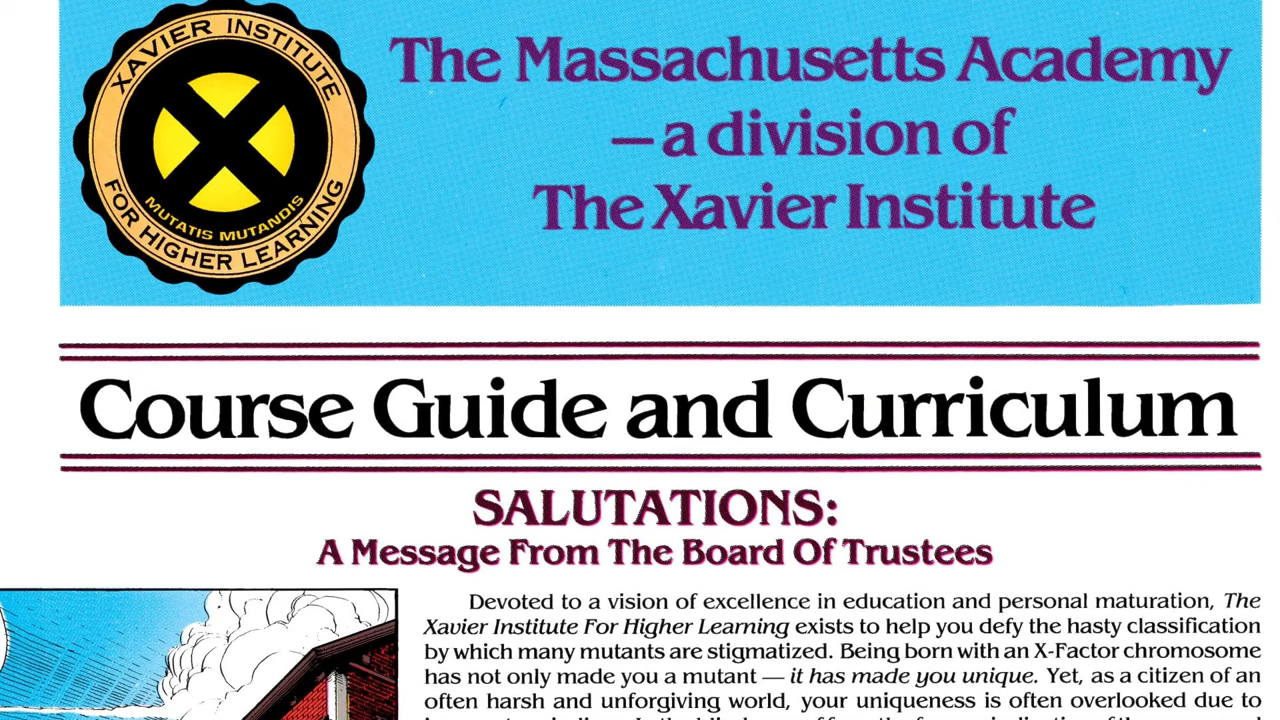 XAVIER INSTITUTE
FOR HIGHER LEARNING
MUTATIS MUTANDIS
The Massachusetts Academy
— a division of
The Xavier Institute
Course Guide and Curriculum
SALUTATIONS:
A Message From The Board Of Trustees
Devoted to a vision of excellence in education and personal maturation, The
Xavier Institute For Higher Learning exists to help you defy the hasty classification
by which many mutants are stigmatized. Being born with an X-Factor chromosome
has not only made you a mutant — it has made you unique. Yet, as a citizen of an
often harsh and unforgiving world, your uniqueness is often overlooked due to